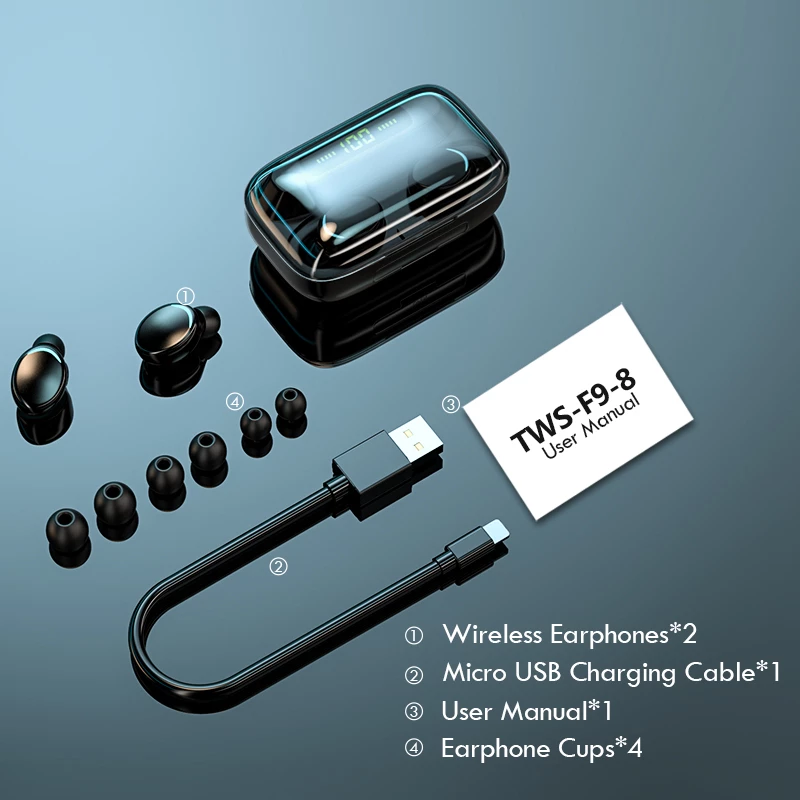 100
①
④
③
TWS-F9-8
User Manual
②
① Wireless Earphones*2
② Micro USB Charging Cable*1
③ User Manual*1
④ Earphone Cups*4